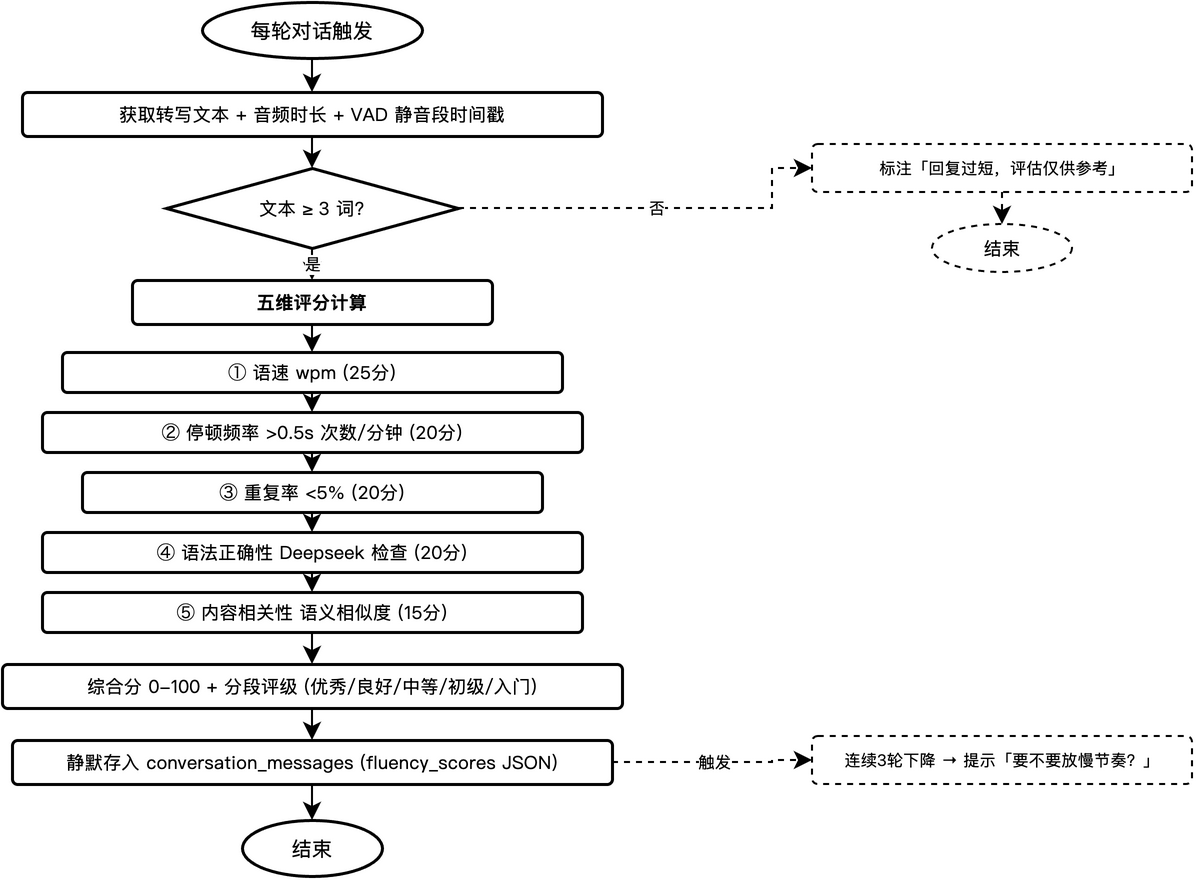 每轮对话触发
获取转写文本 + 音频时长 + VAD 静音段时间戳
文本 ≥ 3 词?
否
标注「回复过短，评估仅供参考」
结束
是
五维评分计算
① 语速 wpm (25分)
② 停顿频率 >0.5s 次数/分钟 (20分)
③ 重复率 <5% (20分)
④ 语法正确性 Deepseek 检查 (20分)
⑤ 内容相关性 语义相似度 (15分)
综合分 0–100 + 分段评级 (优秀/良好/中等/初级/入门)
静默存入 conversation_messages (fluency_scores JSON)
触发
连续3轮下降 → 提示「要不要放慢节奏？」
结束